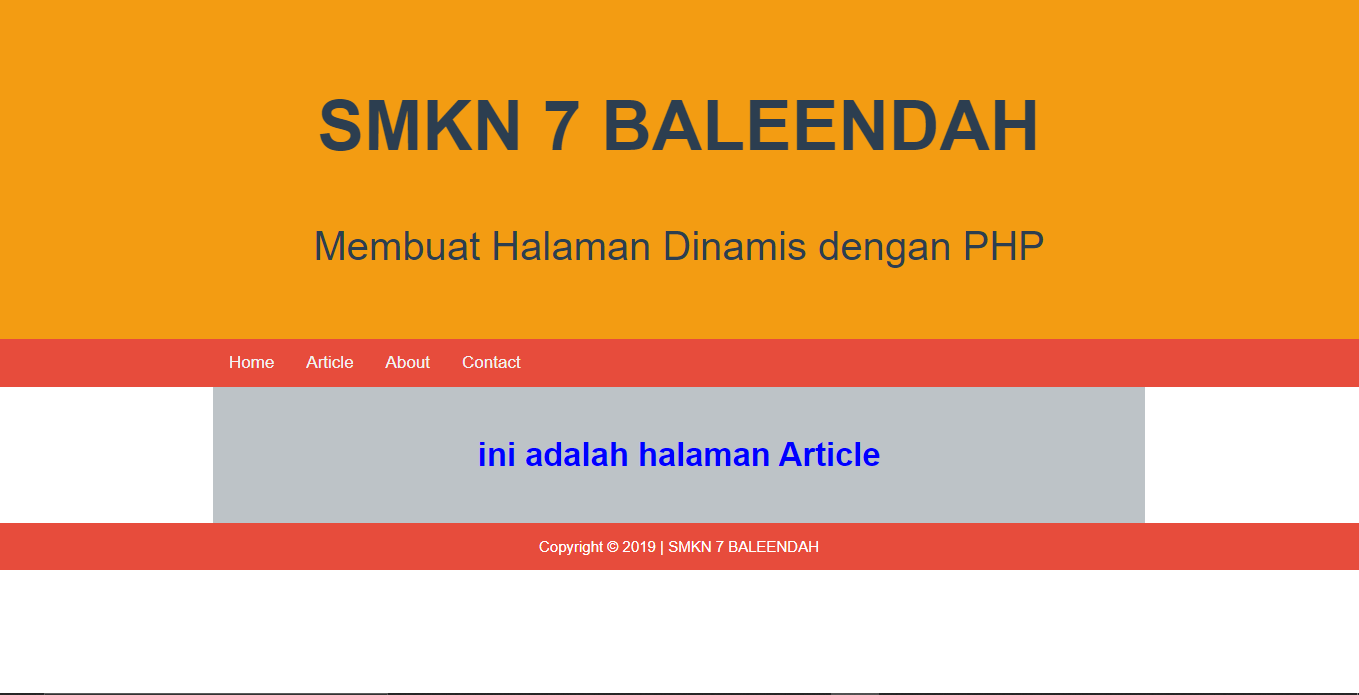 SMKN 7 BALEENDAH
Membuat Halaman Dinamis dengan PHP
Home Article About Contact
ini adalah halaman Article
Copyright © 2019 | SMKN 7 BALEENDAH